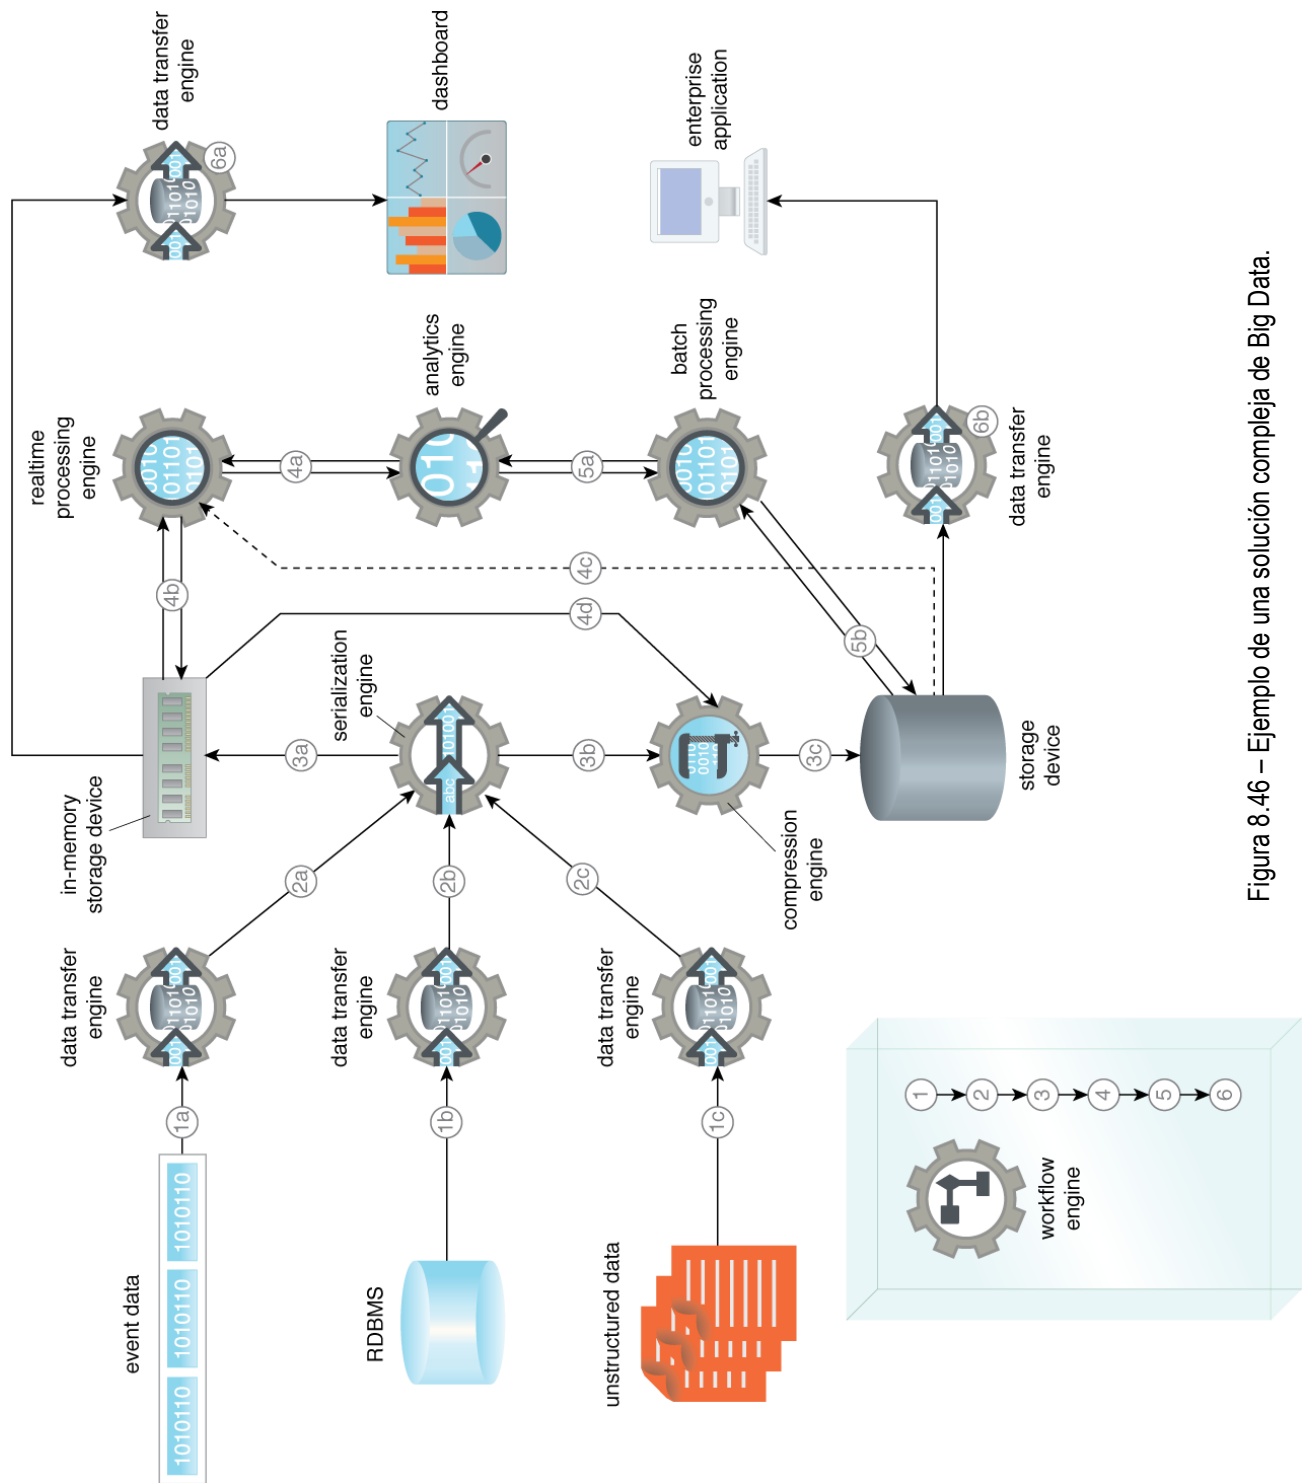 event data
1010110
1010110
1010110
1a
data transfer
engine
2a
in-memory
storage device
4b
realtime
processing
engine
data transfer
engine
6a
RDBMS
1b
data transfer
engine
2b
serialization
engine
3a
4a
analytics
engine
dashboard
unstructured data
1c
data transfer
engine
2c
3b
4d
4c
5a
compression
engine
3c
5b
batch
processing
engine
enterprise
application
storage
device
data transfer
engine
6b
workflow
engine
1
2
3
4
5
6
Figura 8.46 – Ejemplo de una solución compleja de Big Data.